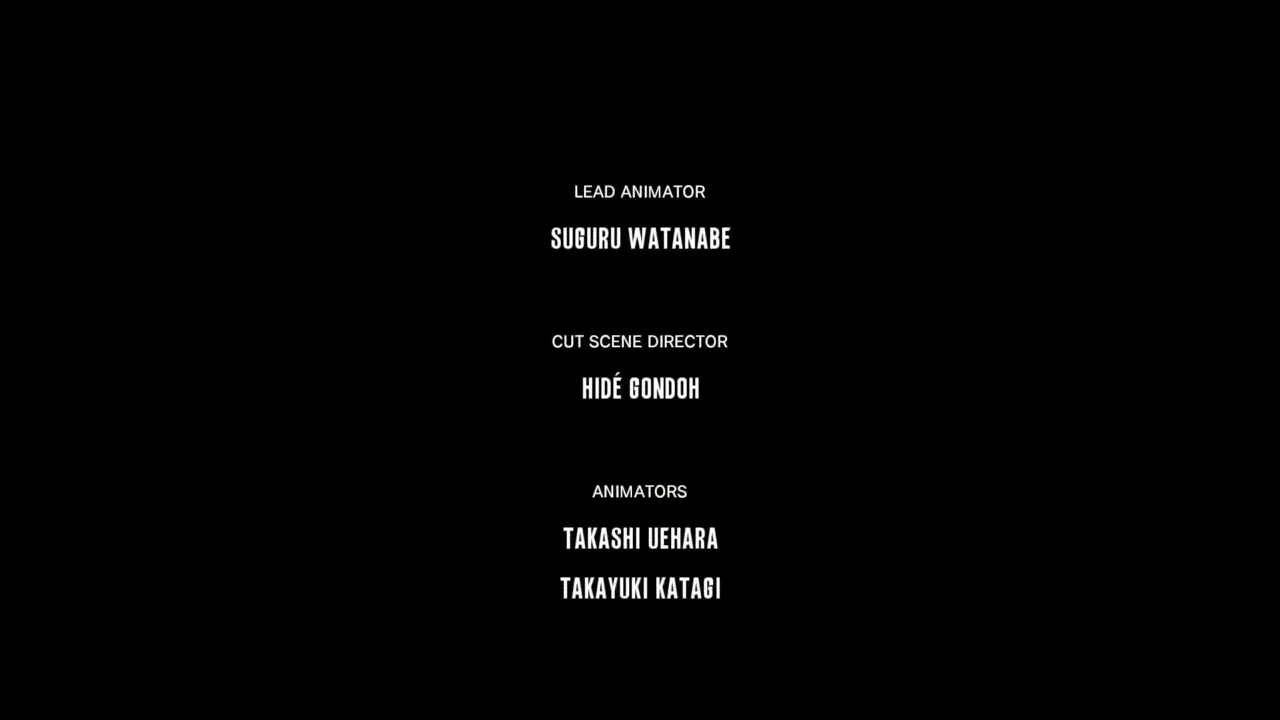 LEAD ANIMATOR
SUGURU WATANABE
CUT SCENE DIRECTOR
HIDÉ GONDOH
ANIMATORS
TAKASHI UEHARA
TAKAYUKI KATAGI